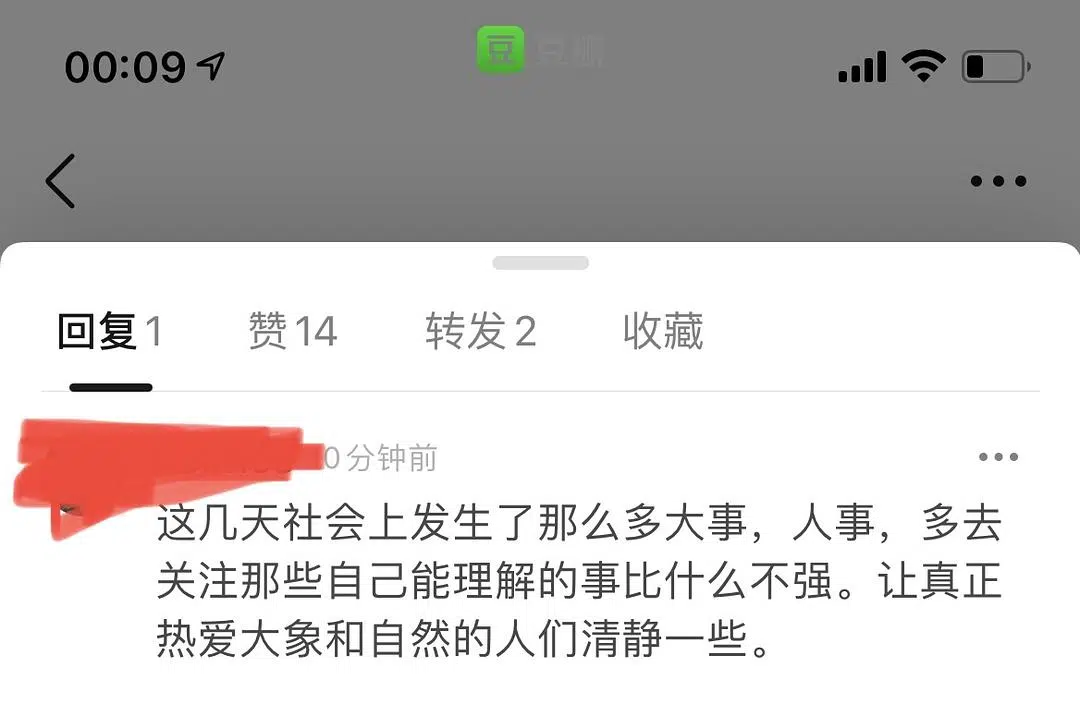 00:09
豆 豆瓣
回复1 赞14 转发2 收藏
0分钟前
这几天社会上发生了那么多大事，人事，多去
关注那些自己能理解的事比什么不强。让真正
热爱大象和自然的人们清静一些。